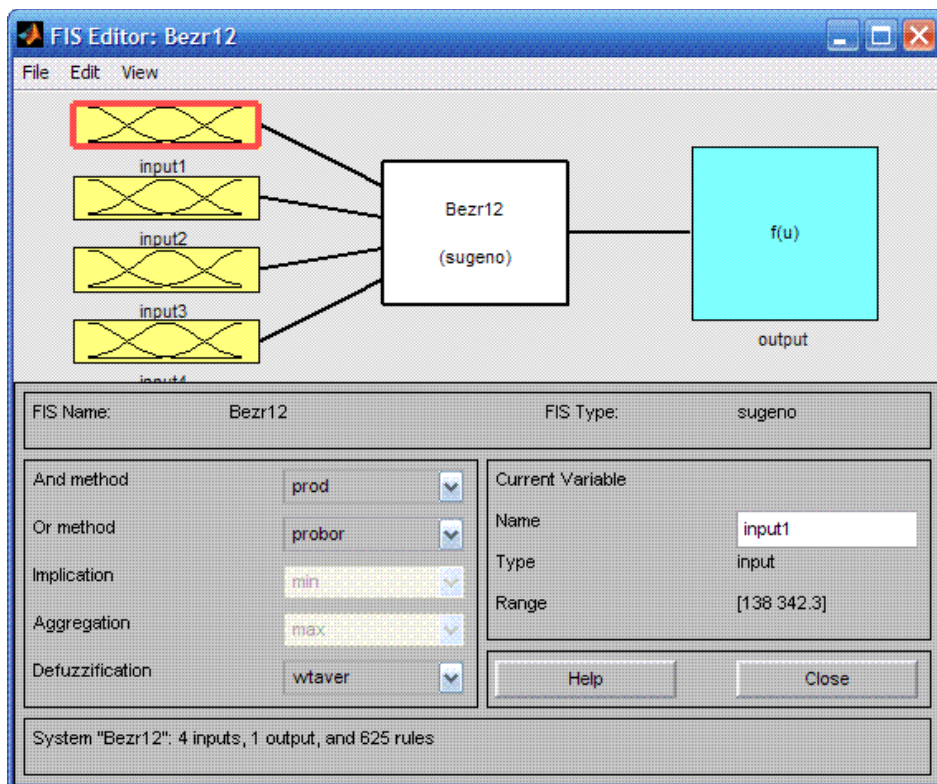 FIS Editor: Bezr12
File Edit View
input1
input2
input3
input4
Bezr12
(sugeno)
f(u)
output
FIS Name: Bezr12 FIS Type: sugeno
And method prod
Or method probor
Implication min
Aggregation max
Defuzzification wtaver
Current Variable
Name input1
Type input
Range [138 342.3]
Help Close
System "Bezr12": 4 inputs, 1 output, and 625 rules